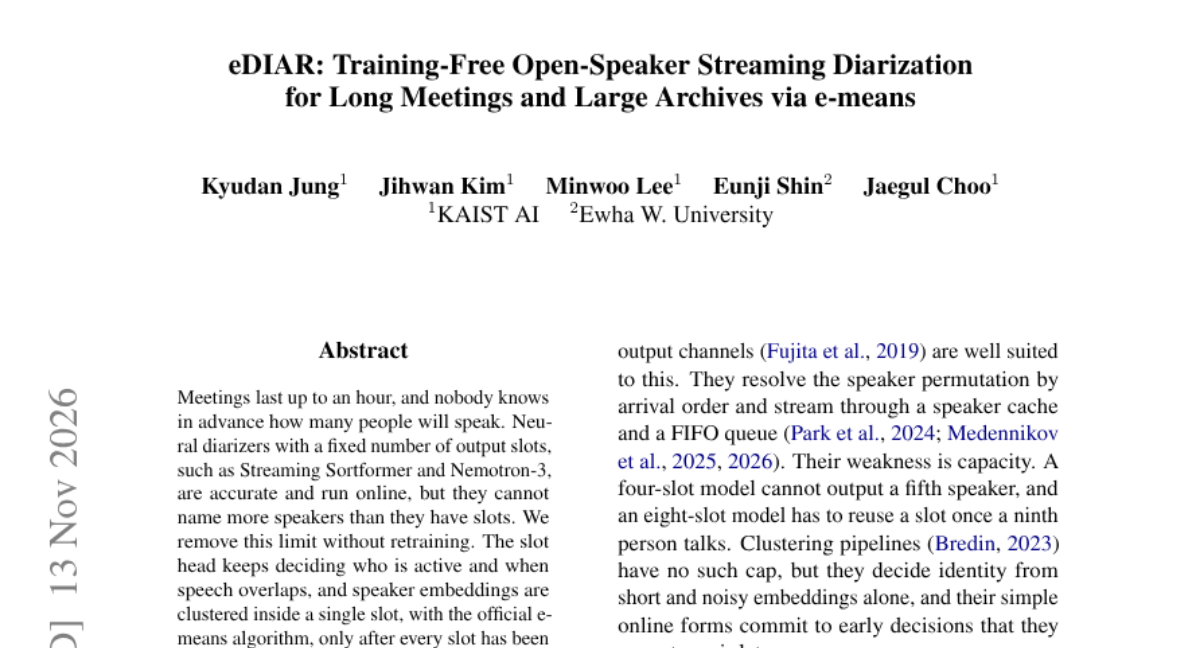 eDIAR: Training-Free Open-Speaker Streaming Diarization
for Long Meetings and Large Archives via e-means
Kyudan Jung1 Jihwan Kim1 Minwoo Lee1 Eunji Shin2 Jaegul Choo1
1KAIST AI 2Ewha W. University
Abstract
Meetings last up to an hour, and nobody knows
in advance how many people will speak. Neu-
ral diarizers with a fixed number of output slots,
such as Streaming Sortformer and Nemotron-3,
are accurate and run online, but they cannot
name more speakers than they have slots. We
remove this limit without retraining. The slot
head keeps deciding who is active and when
speech overlaps, and speaker embeddings are
clustered inside a single slot, with the official e-
means algorithm, only after every slot has been
output channels (Fujita et al., 2019) are well suited
to this. They resolve the speaker permutation by
arrival order and stream through a speaker cache
and a FIFO queue (Park et al., 2024; Medennikov
et al., 2025, 2026). Their weakness is capacity. A
four-slot model cannot output a fifth speaker, and
an eight-slot model has to reuse a slot once a ninth
person talks. Clustering pipelines (Bredin, 2023)
have no such cap, but they decide identity from
short and noisy embeddings alone, and their simple
online forms commit to early decisions that they
] 13 Nov 2026